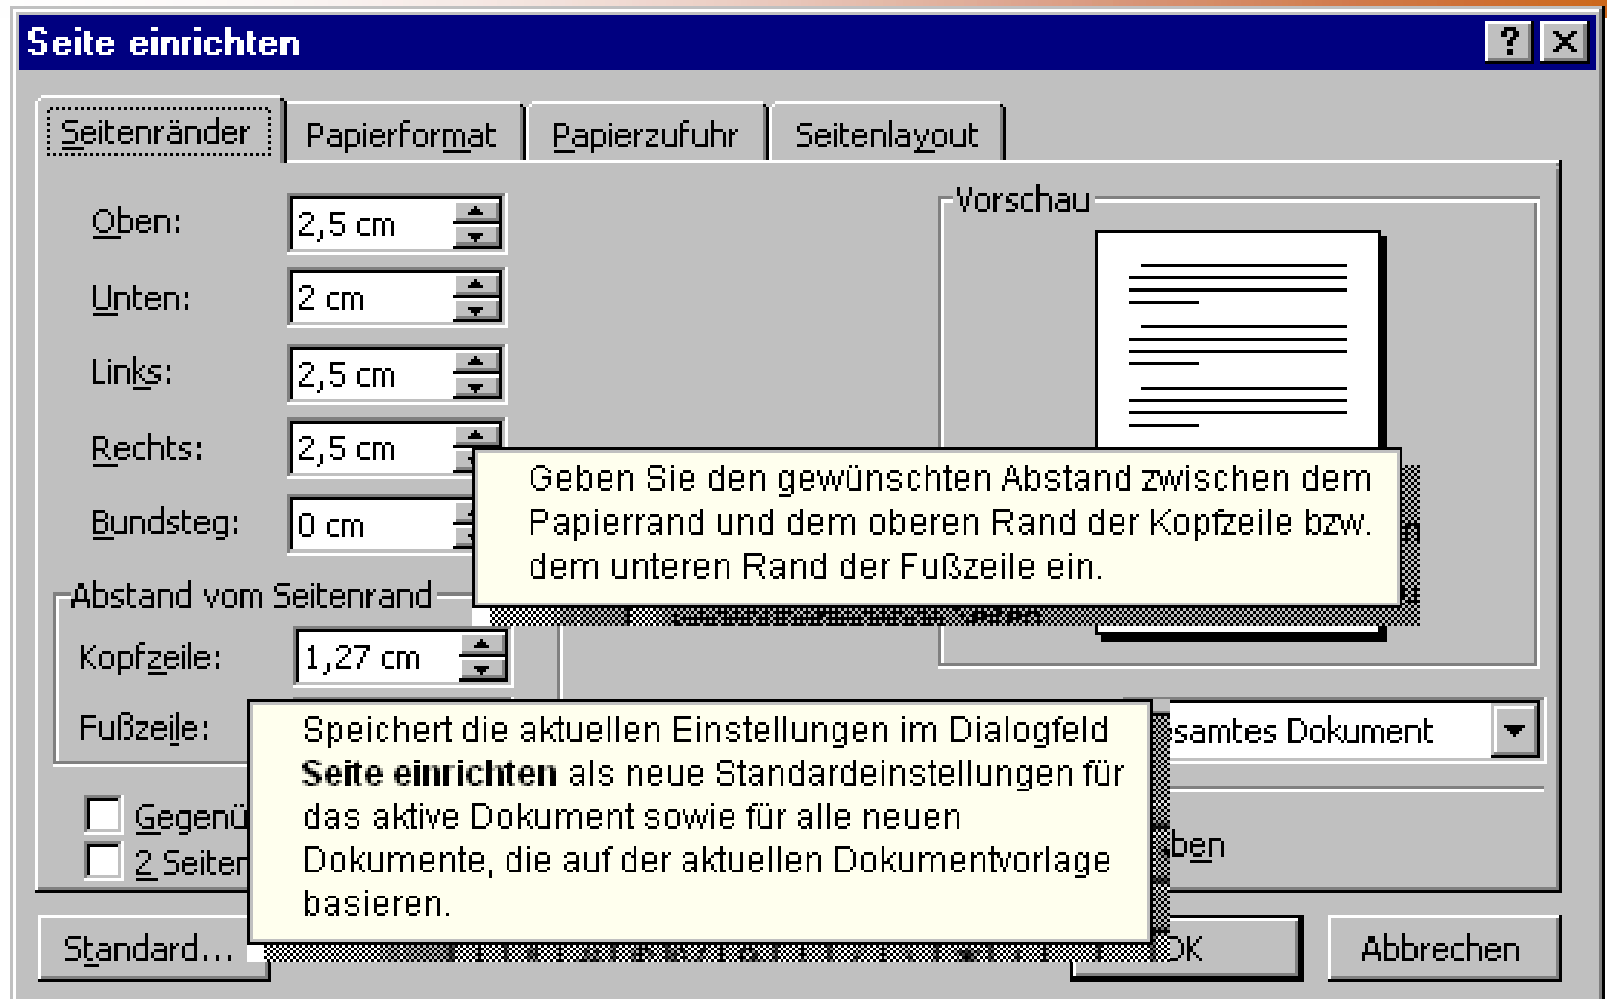 Seite einrichten
Seitenränder Papierformat Papierzufuhr Seitenlayout
Oben: 2,5 cm
Vorschau
Unten: 2 cm
Links: 2,5 cm
Rechts: 2,5 cm
Geben Sie den gewünschten Abstand zwischen dem
Papierrand und dem oberen Rand der Kopfzeile bzw.
dem unteren Rand der Fußzeile ein.
Bundsteg: 0 cm
Abstand vom Seitenrand
Seiten
Kopfzeile: 1,27 cm
Fußzeile:
Dokument
Speichert die aktuellen Einstellungen im Dialogfeld
Seite einrichten als neue Standardeinstellungen für
das aktive Dokument sowie für alle neuen
Dokumente, die auf der aktuellen Dokumentvorlage
basieren.
2 Seiten
Standard... OK Abbrechen